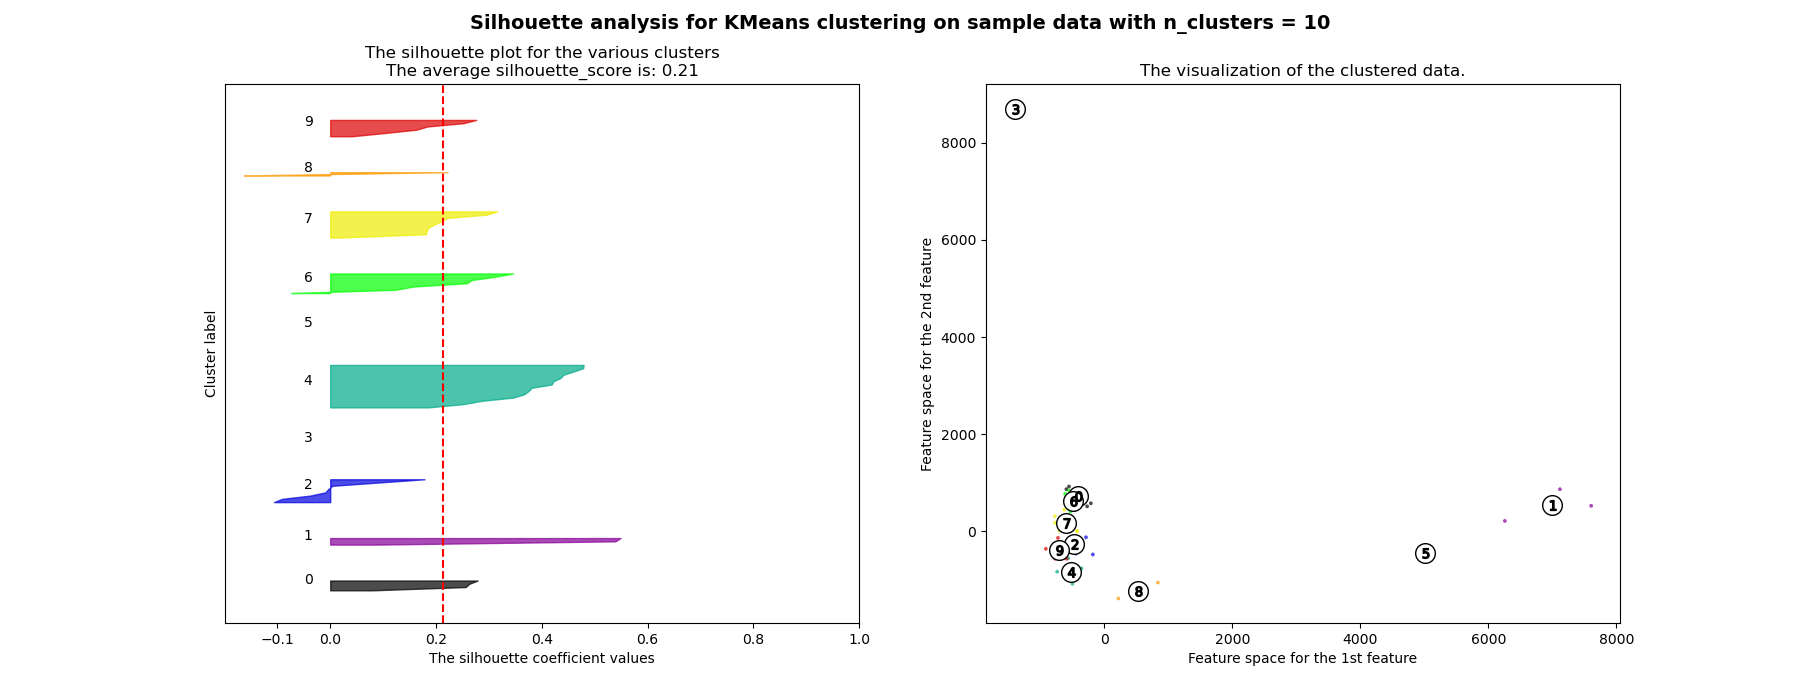 Silhouette analysis for KMeans clustering on sample data with n_clusters = 10
The silhouette plot for the various clusters
The average silhouette_score is: 0.21
9
8
7
6
5
4
3
2
1
0
Cluster label
−0.1 0.0 0.2 0.4 0.6 0.8 1.0
The silhouette coefficient values
The visualization of the clustered data.
3
8000
6000
4000
2000
0
Feature space for the 2nd feature
0
6
1
7
2
9
5
4
8
0 2000 4000 6000 8000
Feature space for the 1st feature